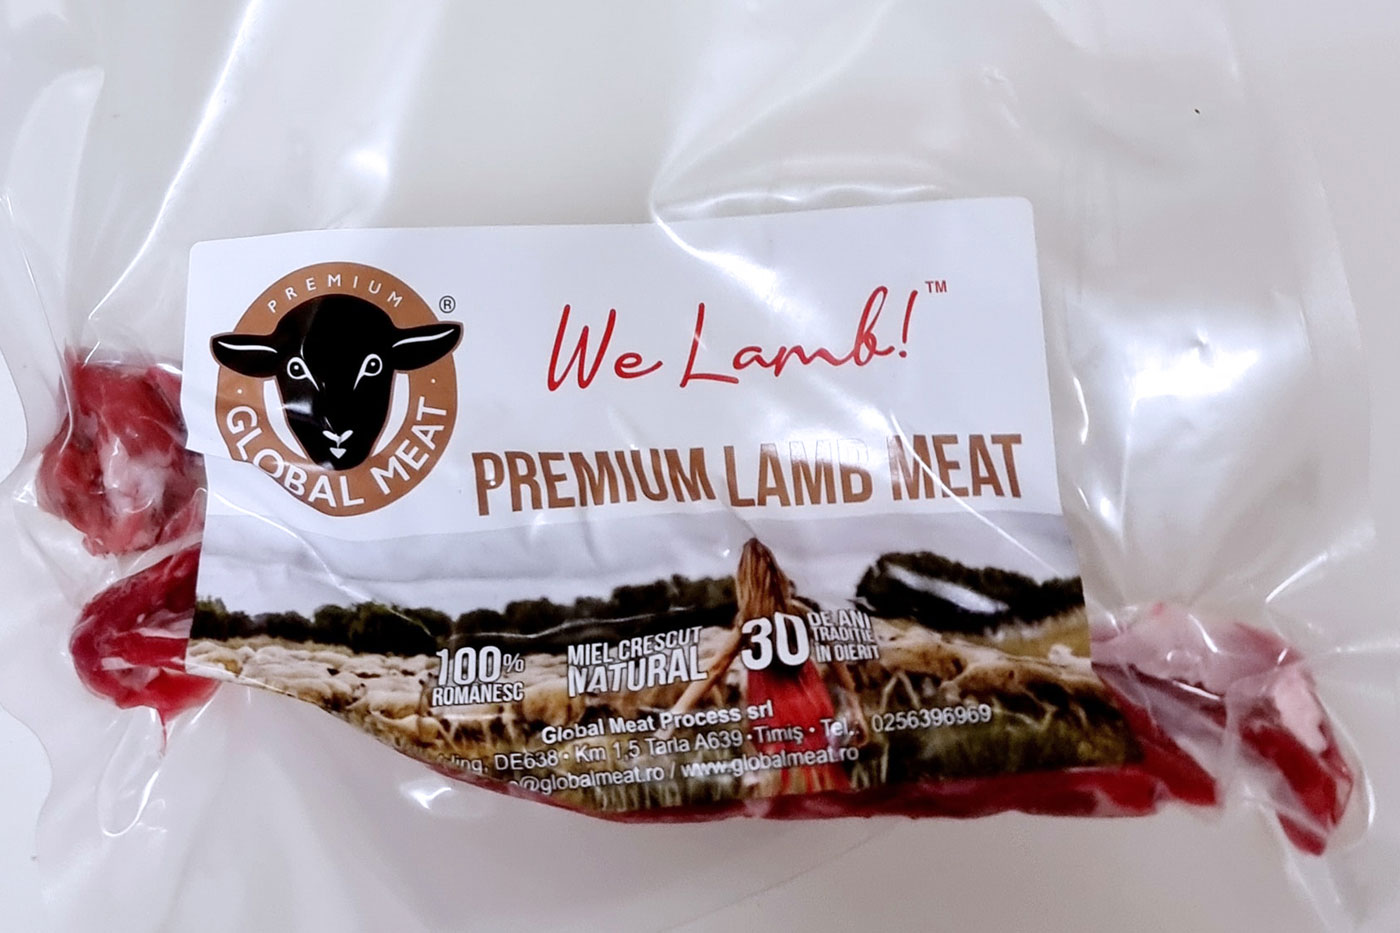 PREMIUM
GLOBAL MEAT
®
We Lamb!™
PREMIUM LAMB MEAT
100%
ROMÂNESC
MIEL CRESCUT
NATURAL
30
DE ANI
TRADIȚIE
ÎN OIERIT
Global Meat Process srl
DE638 • Km 1,5 Tarla A639 • Timiș • Tel.: 0256396969
@globalmeat.ro / www.globalmeat.ro